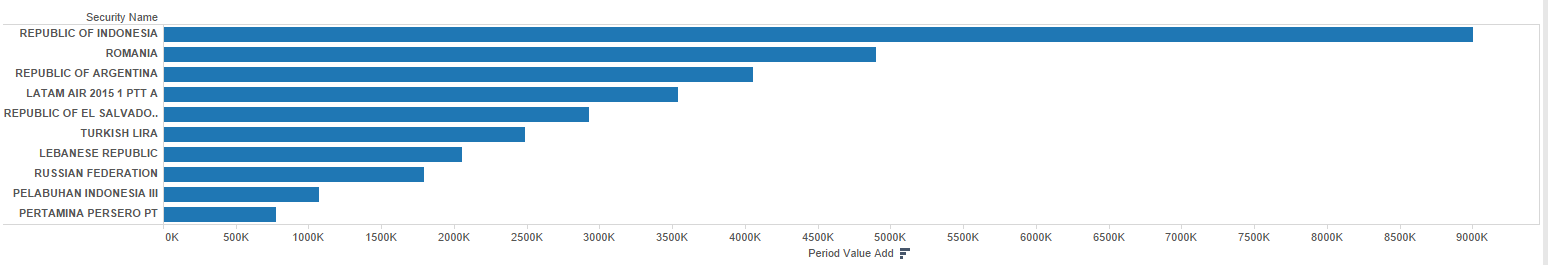 Security Name
REPUBLIC OF INDONESIA
ROMANIA
REPUBLIC OF ARGENTINA
LATAM AIR 2015 1 PTT A
REPUBLIC OF EL SALVADO..
TURKISH LIRA
LEBANESE REPUBLIC
RUSSIAN FEDERATION
PELABUHAN INDONESIA III
PERTAMINA PERSERO PT
0K 500K 1000K 1500K 2000K 2500K 3000K 3500K 4000K 4500K 5000K 5500K 6000K 6500K 7000K 7500K 8000K 8500K 9000K
Period Value Add